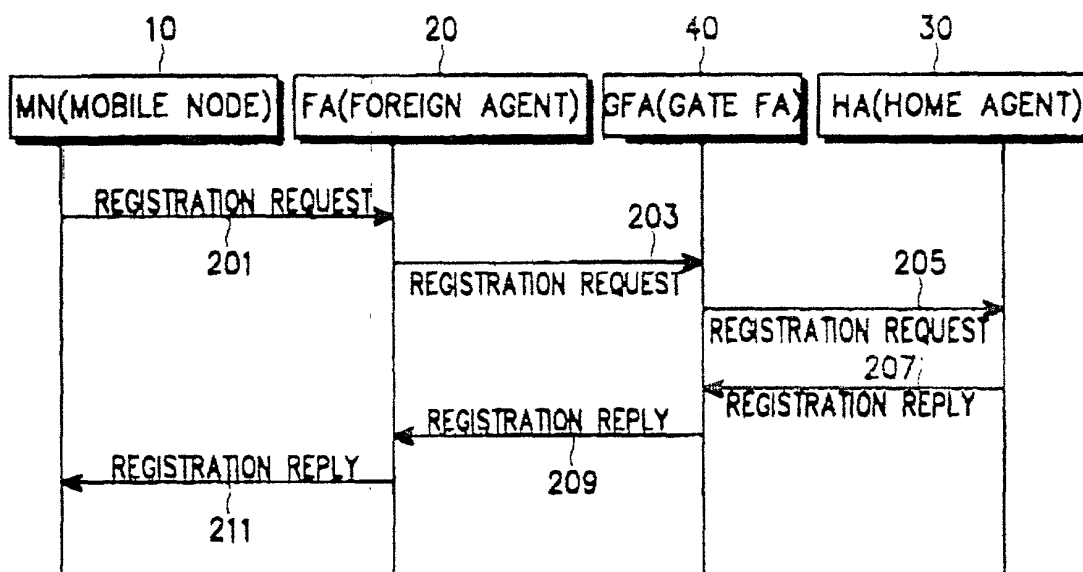 10
20
40
30
MN(MOBILE NODE)
FA(FOREIGN AGENT)
GFA(GATE FA)
HA(HOME AGENT)
REGISTRATION REQUEST
201
203
REGISTRATION REQUEST
205
REGISTRATION REQUEST
207
REGISTRATION REPLY
REGISTRATION REPLY
209
REGISTRATION REPLY
211